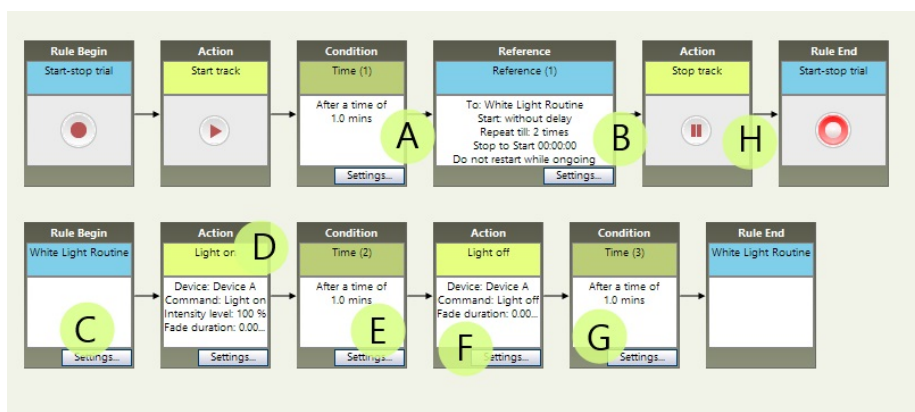 Rule Begin
Start-stop trial
Action
Start track
Condition
Time (1)
After a time of
1.0 mins
Settings...
A
Reference
Reference (1)
To: White Light Routine
Start: without delay
Repeat till: 2 times
Stop to Start 00:00:00
Do not restart while ongoing
Settings...
B
Action
Stop track
H
Rule End
Start-stop trial
Rule Begin
White Light Routine
C
Settings...
Action
Light on
D
Device: Device A
Command: Light on
Intensity level: 100 %
Fade duration: 0.00...
Settings...
Condition
Time (2)
After a time of
1.0 mins
E
Settings...
Action
Light off
Device: Device A
Command: Light off
Fade duration: 0.00...
F
Settings...
Condition
Time (3)
After a time of
1.0 mins
G
Settings...
Rule End
White Light Routine